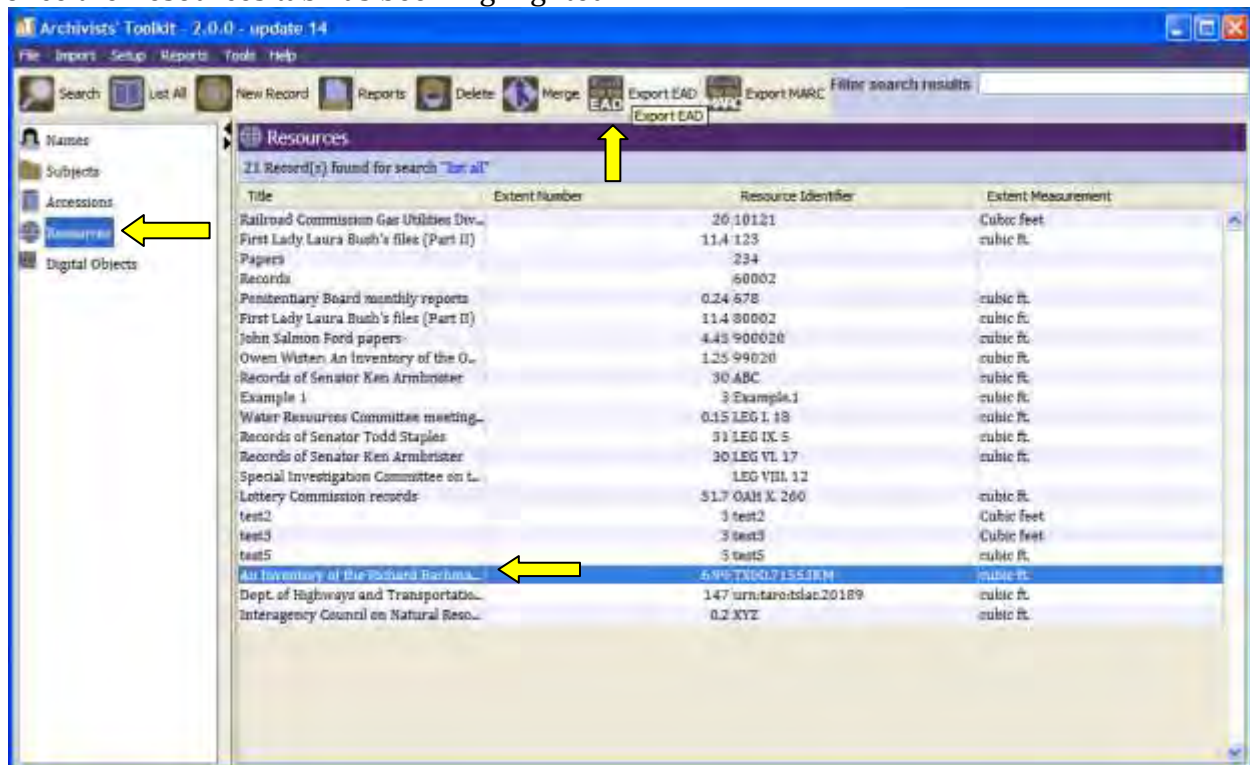 once the Resources tab has been highlighted
Archivists' Toolkit - 2.0.0 - update 14
File Import Setup Reports Tools Help
Search List All New Record Reports Delete Merge EAD Export EAD MARC Export MARC Filter search results
Export EAD
Names
Subjects
Accessions
Resources
Digital Objects
Resources
21 Record(s) found for search "list all"
Title Extent Number Resource Identifier Extent Measurement
Railroad Commission Gas Utilities Div... 20 10121 Cubic feet
First Lady Laura Bush's files (Part II) 11.4 123 cubic ft.
Papers 234
Records 60002
Penitentiary Board monthly reports 0.24 678 cubic ft.
First Lady Laura Bush's files (Part II) 11.4 80002 cubic ft.
John Salmon Ford papers 4.45 900020 cubic ft.
Owen Wister: An Inventory of the O... 1.25 99020 cubic ft.
Records of Senator Ken Armbrister 30 ABC cubic ft.
Example 1 3 Example.1 cubic ft.
Water Resources Committee meeting... 0.15 LEG I. 18 cubic ft.
Records of Senator Todd Staples 31 LEG IX. 5 cubic ft.
Records of Senator Ken Armbrister 30 LEG VI. 17 cubic ft.
Special Investigation Committee on t... LEG VIII. 12
Lottery Commission records 51.7 OAH X. 260 cubic ft.
test2 3 test2 Cubic feet
test3 3 test3 Cubic feet
test5 5 test5 cubic ft.
An Inventory of the Richard cubic ft.
Dept. of Highways and Transportatio... 147 urn:taro:tslac.20189 cubic ft.
Interagency Council on Natural Reso... 0.2 XYZ cubic ft.